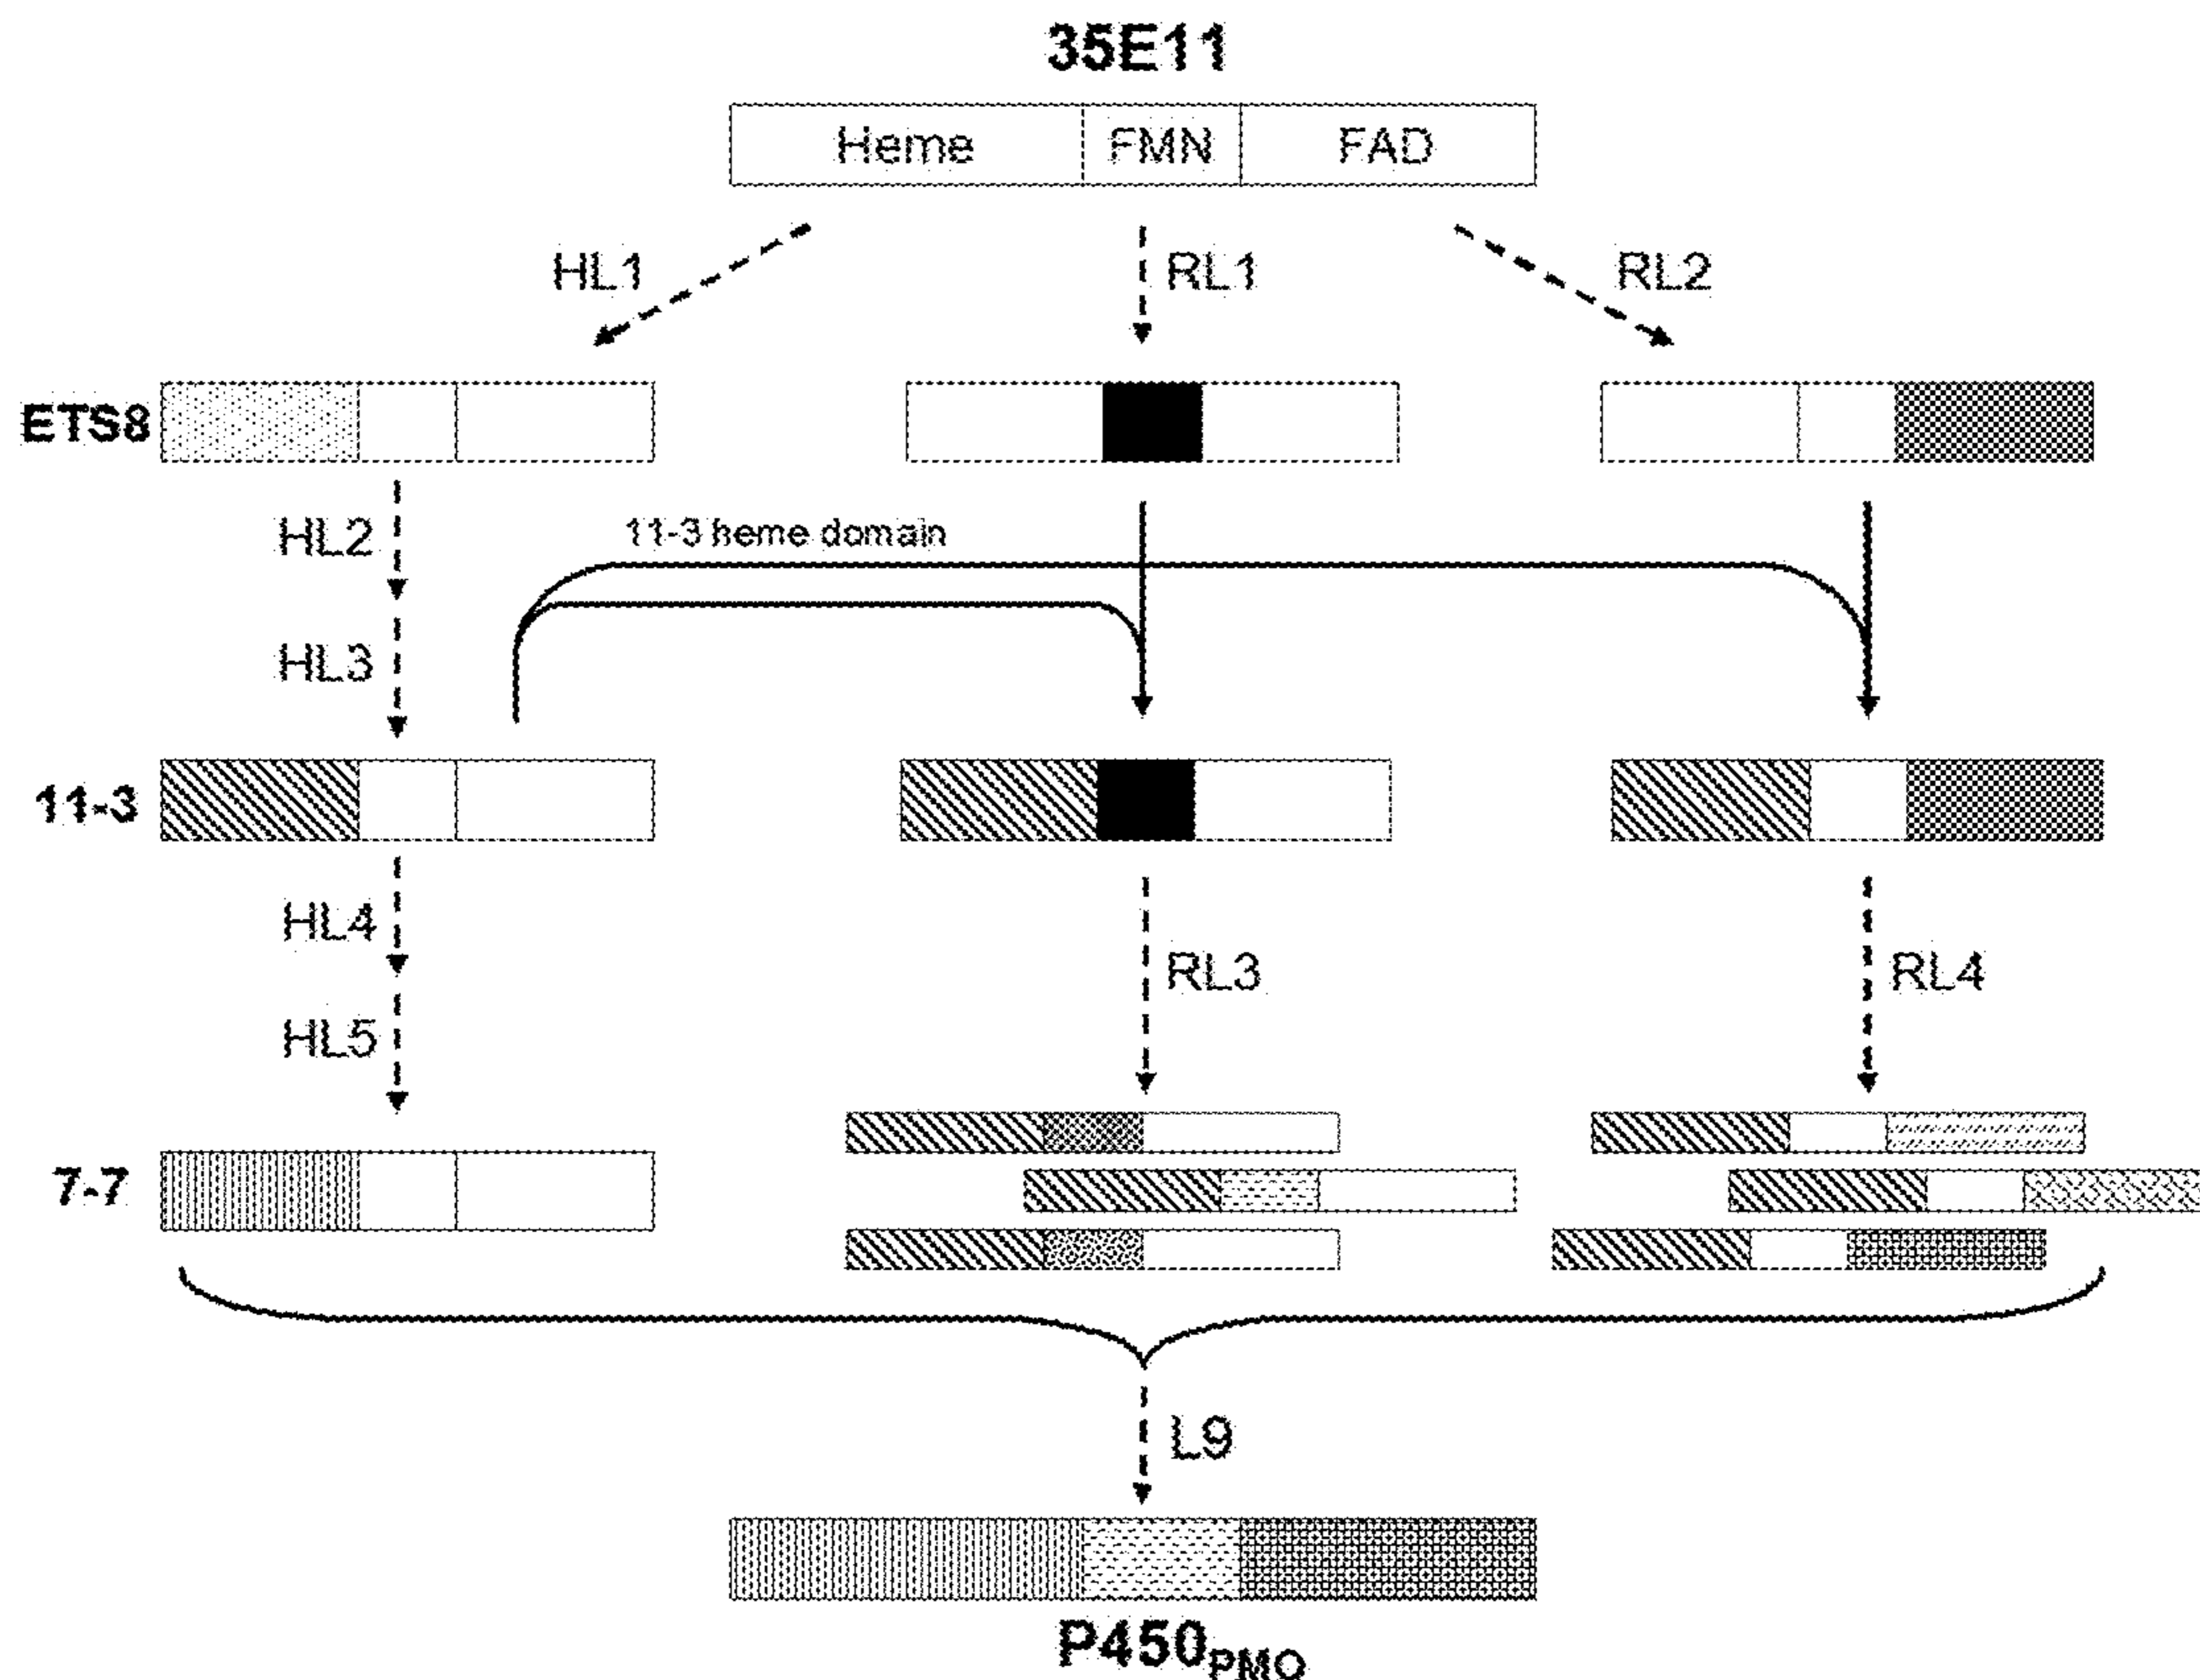 35E11
Heme FMN FAD
HL1 RL1 RL2
ETS8
HL2 11-3 heme domain
HL3
11-3
HL4 RL3 RL4
HL5
7-7
L9
P450PMO